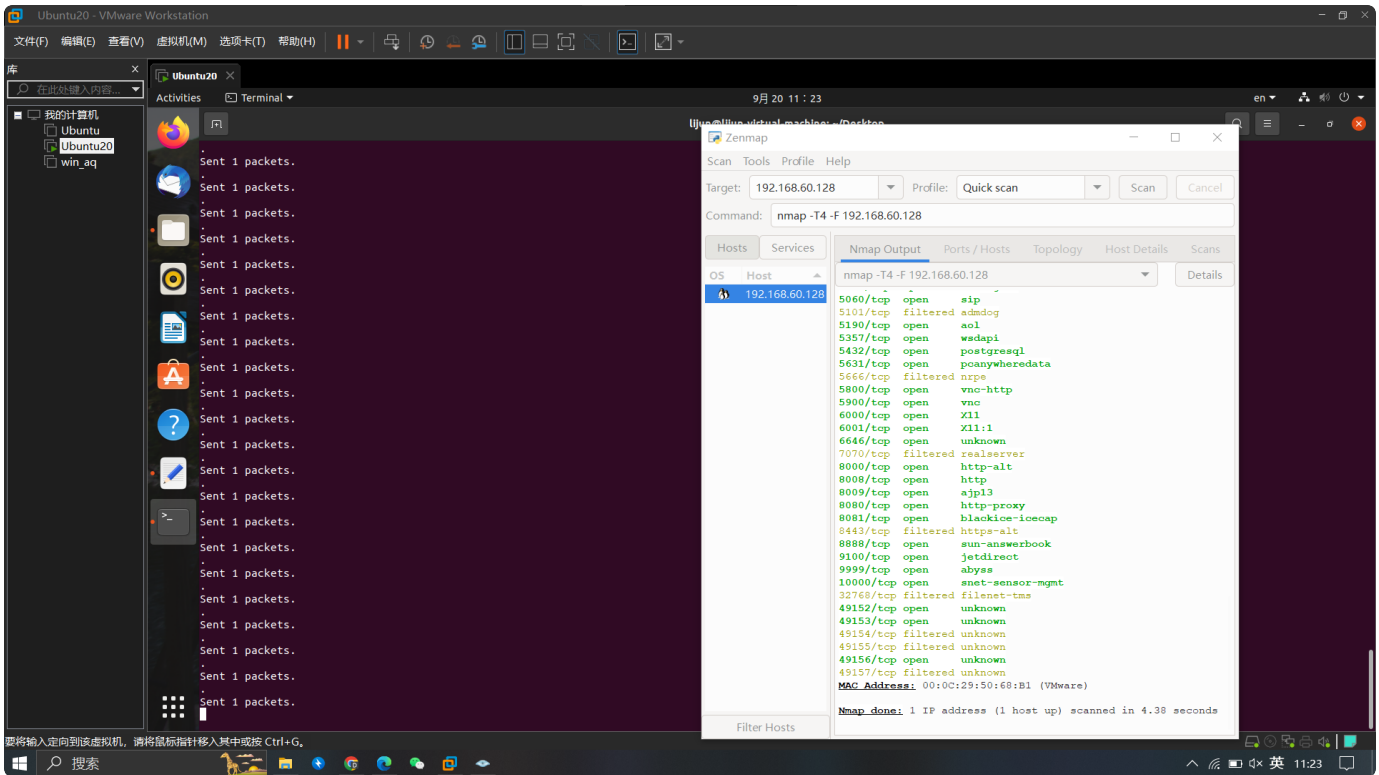 Ubuntu20 - VMware Workstation
文件(F) 编辑(E) 查看(V) 虚拟机(M) 选项卡(T) 帮助(H)
库
在此处键入内容...
我的计算机
Ubuntu
Ubuntu20
win_aq
Ubuntu20
Activities Terminal 9月 20 11：23 en
lijun@lijun-virtual-machine: ~/Desktop
.
Sent 1 packets.
.
Sent 1 packets.
.
Sent 1 packets.
.
Sent 1 packets.
.
Sent 1 packets.
.
Sent 1 packets.
.
Sent 1 packets.
.
Sent 1 packets.
.
Sent 1 packets.
.
Sent 1 packets.
.
Sent 1 packets.
.
Sent 1 packets.
.
Sent 1 packets.
.
Sent 1 packets.
.
Sent 1 packets.
.
Sent 1 packets.
.
Sent 1 packets.
.
Sent 1 packets.
.
Sent 1 packets.
.
Sent 1 packets.
.
Sent 1 packets.
.
Sent 1 packets.
Zenmap
Scan Tools Profile Help
Target: 192.168.60.128 Profile: Quick scan Scan Cancel
Command: nmap -T4 -F 192.168.60.128
Hosts Services
OS Host
192.168.60.128
Filter Hosts
Nmap Output Ports / Hosts Topology Host Details Scans
nmap -T4 -F 192.168.60.128 Details
5060/tcp open sip
5101/tcp filtered admdog
5190/tcp open aol
5357/tcp open wsdapi
5432/tcp open postgresql
5631/tcp open pcanywheredata
5666/tcp filtered nrpe
5800/tcp open vnc-http
5900/tcp open vnc
6000/tcp open X11
6001/tcp open X11:1
6646/tcp open unknown
7070/tcp filtered realserver
8000/tcp open http-alt
8008/tcp open http
8009/tcp open ajp13
8080/tcp open http-proxy
8081/tcp open blackice-icecap
8443/tcp filtered https-alt
8888/tcp open sun-answerbook
9100/tcp open jetdirect
9999/tcp open abyss
10000/tcp open snet-sensor-mgmt
32768/tcp filtered filenet-tms
49152/tcp open unknown
49153/tcp open unknown
49154/tcp filtered unknown
49155/tcp filtered unknown
49156/tcp open unknown
49157/tcp filtered unknown
MAC Address: 00:0C:29:50:68:B1 (VMware)
Nmap done: 1 IP address (1 host up) scanned in 4.38 seconds
要将输入定向到该虚拟机，请将鼠标指针移入其中或按 Ctrl+G。
搜索
英 11:23